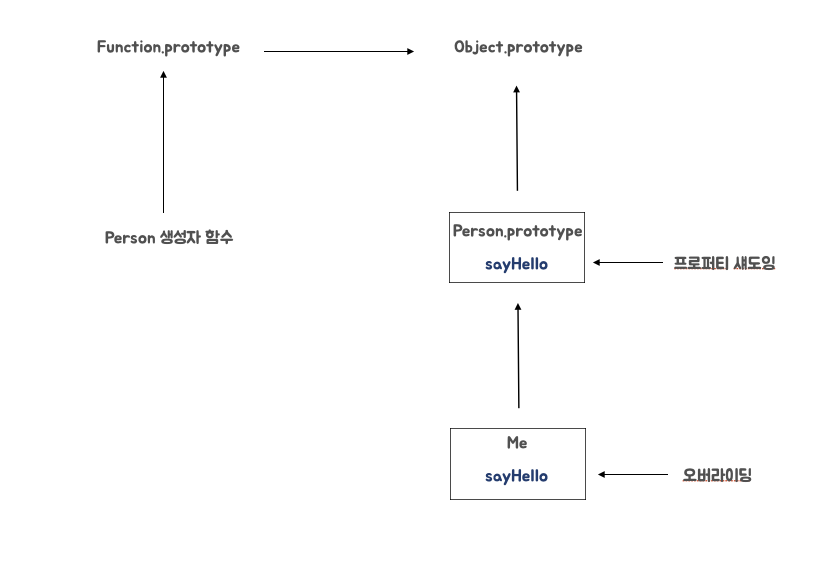 Function.prototype
Object.prototype
Person 생성자 함수
Person.prototype
sayHello
프로퍼티 섀도잉
Me
sayHello
오버라이딩